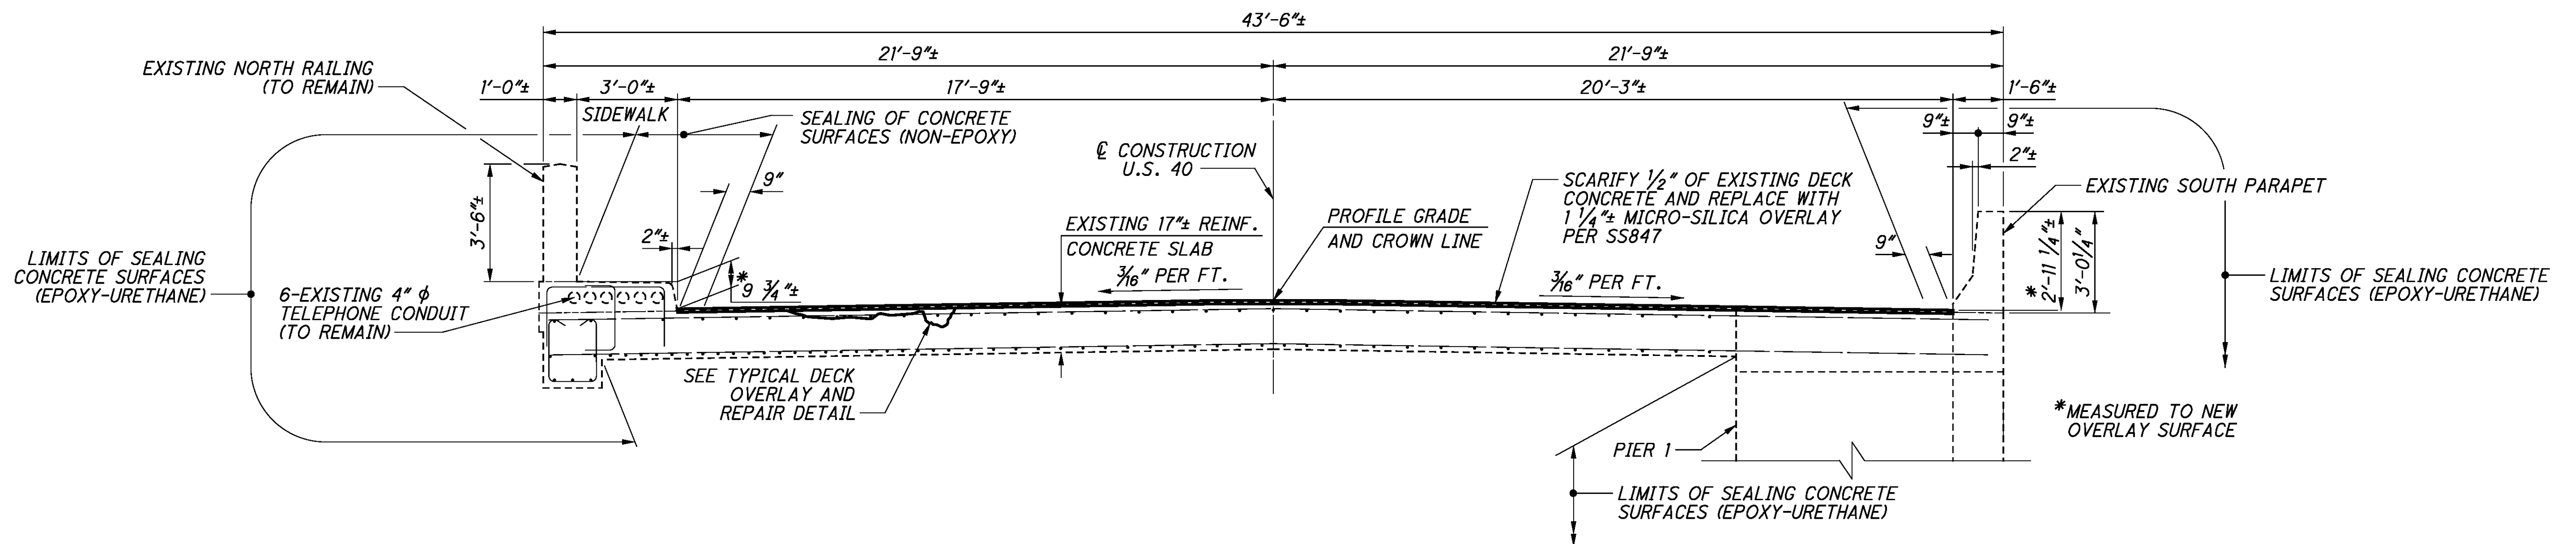 43'-6"±
21'-9"±
21'-9"±
1'-0"±
3'-0"±
17'-9"±
20'-3"±
1'-6"±
EXISTING NORTH RAILING
(TO REMAIN)
SIDEWALK
SEALING OF CONCRETE
SURFACES (NON-EPOXY)
9"±
9"±
2"±
℄ CONSTRUCTION
U.S. 40
9"
SCARIFY 1/2" OF EXISTING DECK
CONCRETE AND REPLACE WITH
1 1/4"± MICRO-SILICA OVERLAY
PER SS847
EXISTING SOUTH PARAPET
3'-6"±
2"±
EXISTING 17"± REINF.
CONCRETE SLAB
PROFILE GRADE
AND CROWN LINE
9"
* 2'-11 1/4"±
3'-0 1/4"
LIMITS OF SEALING
CONCRETE SURFACES
(EPOXY-URETHANE)
6-EXISTING 4" ϕ
TELEPHONE CONDUIT
(TO REMAIN)
*
9 3/4"±
3/16" PER FT.
3/16" PER FT.
LIMITS OF SEALING CONCRETE
SURFACES (EPOXY-URETHANE)
SEE TYPICAL DECK
OVERLAY AND
REPAIR DETAIL
*MEASURED TO NEW
OVERLAY SURFACE
PIER 1
LIMITS OF SEALING CONCRETE
SURFACES (EPOXY-URETHANE)